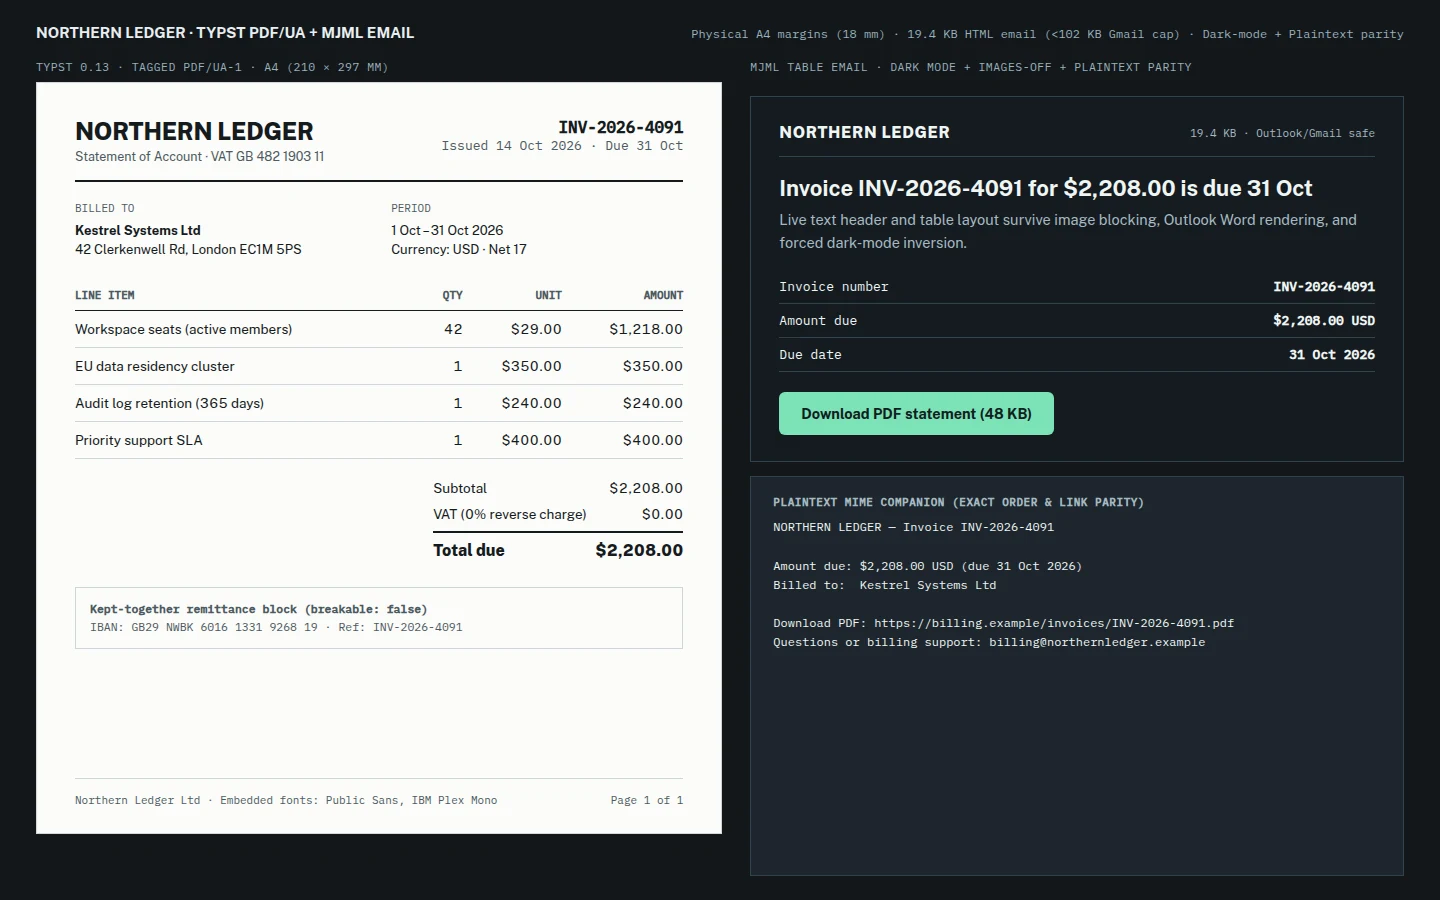 NORTHERN LEDGER · TYPST PDF/UA + MJML EMAIL
Physical A4 margins (18 mm) · 19.4 KB HTML email (<102 KB Gmail cap) · Dark-mode + Plaintext parity
TYPST 0.13 · TAGGED PDF/UA-1 · A4 (210 × 297 MM)
NORTHERN LEDGER
Statement of Account · VAT GB 482 1903 11
INV-2026-4091
Issued 14 Oct 2026 · Due 31 Oct
BILLED TO
Kestrel Systems Ltd
42 Clerkenwell Rd, London EC1M 5PS
PERIOD
1 Oct – 31 Oct 2026
Currency: USD · Net 17
LINE ITEM QTY UNIT AMOUNT
Workspace seats (active members) 42 $29.00 $1,218.00
EU data residency cluster 1 $350.00 $350.00
Audit log retention (365 days) 1 $240.00 $240.00
Priority support SLA 1 $400.00 $400.00
Subtotal $2,208.00
VAT (0% reverse charge) $0.00
Total due $2,208.00
Kept-together remittance block (breakable: false)
IBAN: GB29 NWBK 6016 1331 9268 19 · Ref: INV-2026-4091
Northern Ledger Ltd · Embedded fonts: Public Sans, IBM Plex Mono Page 1 of 1
MJML TABLE EMAIL · DARK MODE + IMAGES-OFF + PLAINTEXT PARITY
NORTHERN LEDGER 19.4 KB · Outlook/Gmail safe
Invoice INV-2026-4091 for $2,208.00 is due 31 Oct
Live text header and table layout survive image blocking, Outlook Word rendering, and
forced dark-mode inversion.
Invoice number INV-2026-4091
Amount due $2,208.00 USD
Due date 31 Oct 2026
Download PDF statement (48 KB)
PLAINTEXT MIME COMPANION (EXACT ORDER & LINK PARITY)
NORTHERN LEDGER — Invoice INV-2026-4091
Amount due: $2,208.00 USD (due 31 Oct 2026)
Billed to: Kestrel Systems Ltd
Download PDF: https://billing.example/invoices/INV-2026-4091.pdf
Questions or billing support: billing@northernledger.example